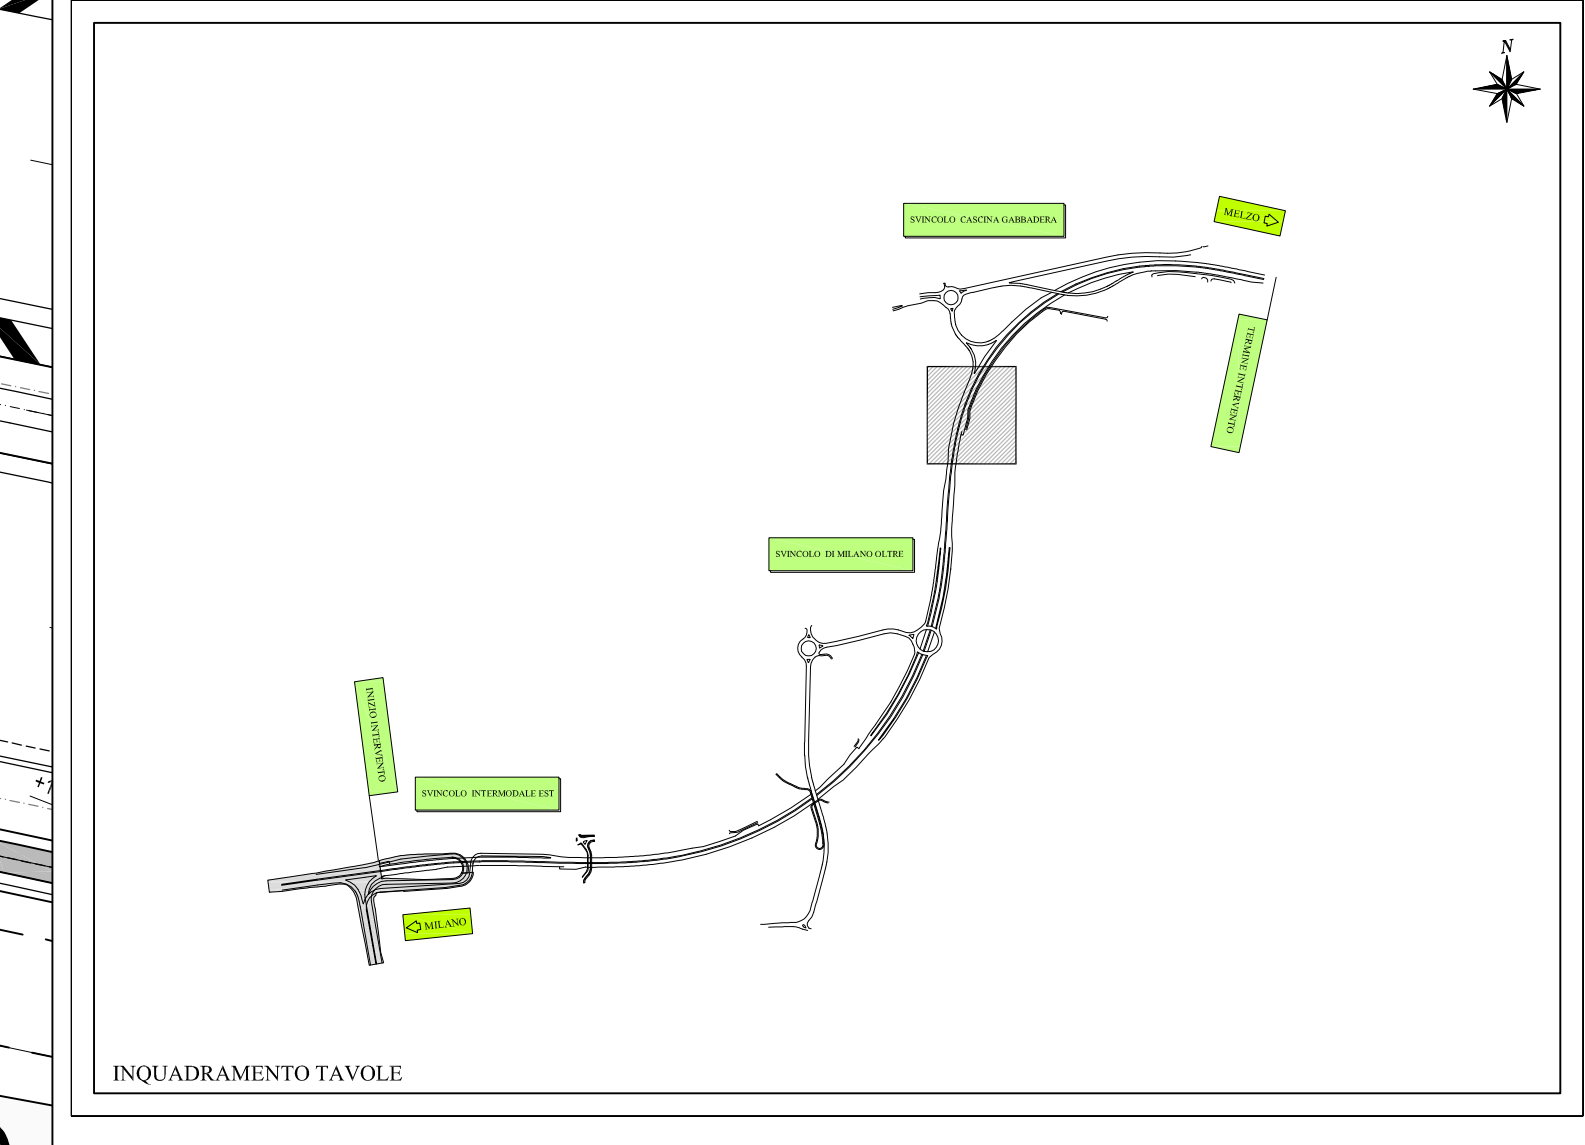 N
SVINCOLO CASCINA GABBADERA
MELZO
TERMINE INTERVENTO
SVINCOLO DI MILANO OLTRE
INIZIO INTERVENTO
SVINCOLO INTERMODALE EST
MILANO
INQUADRAMENTO TAVOLE